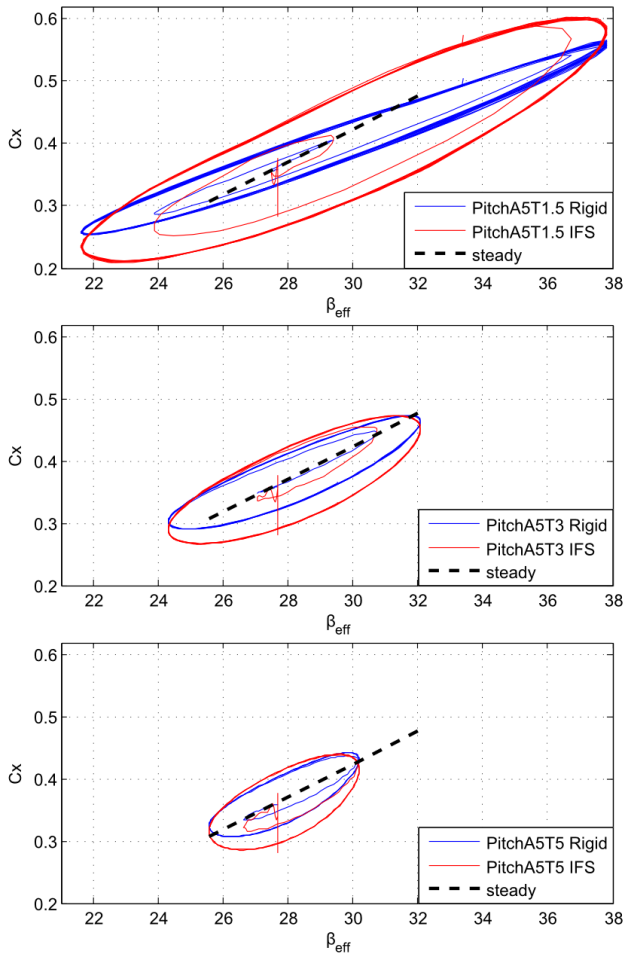 0.6
0.5
Cx
0.4
0.3
0.2
PitchA5T1.5 Rigid
PitchA5T1.5 IFS
steady
22 24 26 28 30 32 34 36 38
β_eff
0.6
0.5
Cx
0.4
0.3
0.2
PitchA5T3 Rigid
PitchA5T3 IFS
steady
22 24 26 28 30 32 34 36 38
β_eff
0.6
0.5
Cx
0.4
0.3
0.2
PitchA5T5 Rigid
PitchA5T5 IFS
steady
22 24 26 28 30 32 34 36 38
β_eff